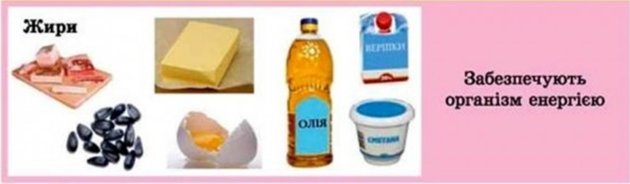 Жири
ВЕРШКИ
ОЛІЯ
СМЕТАНА
Забезпечують
організм енергією